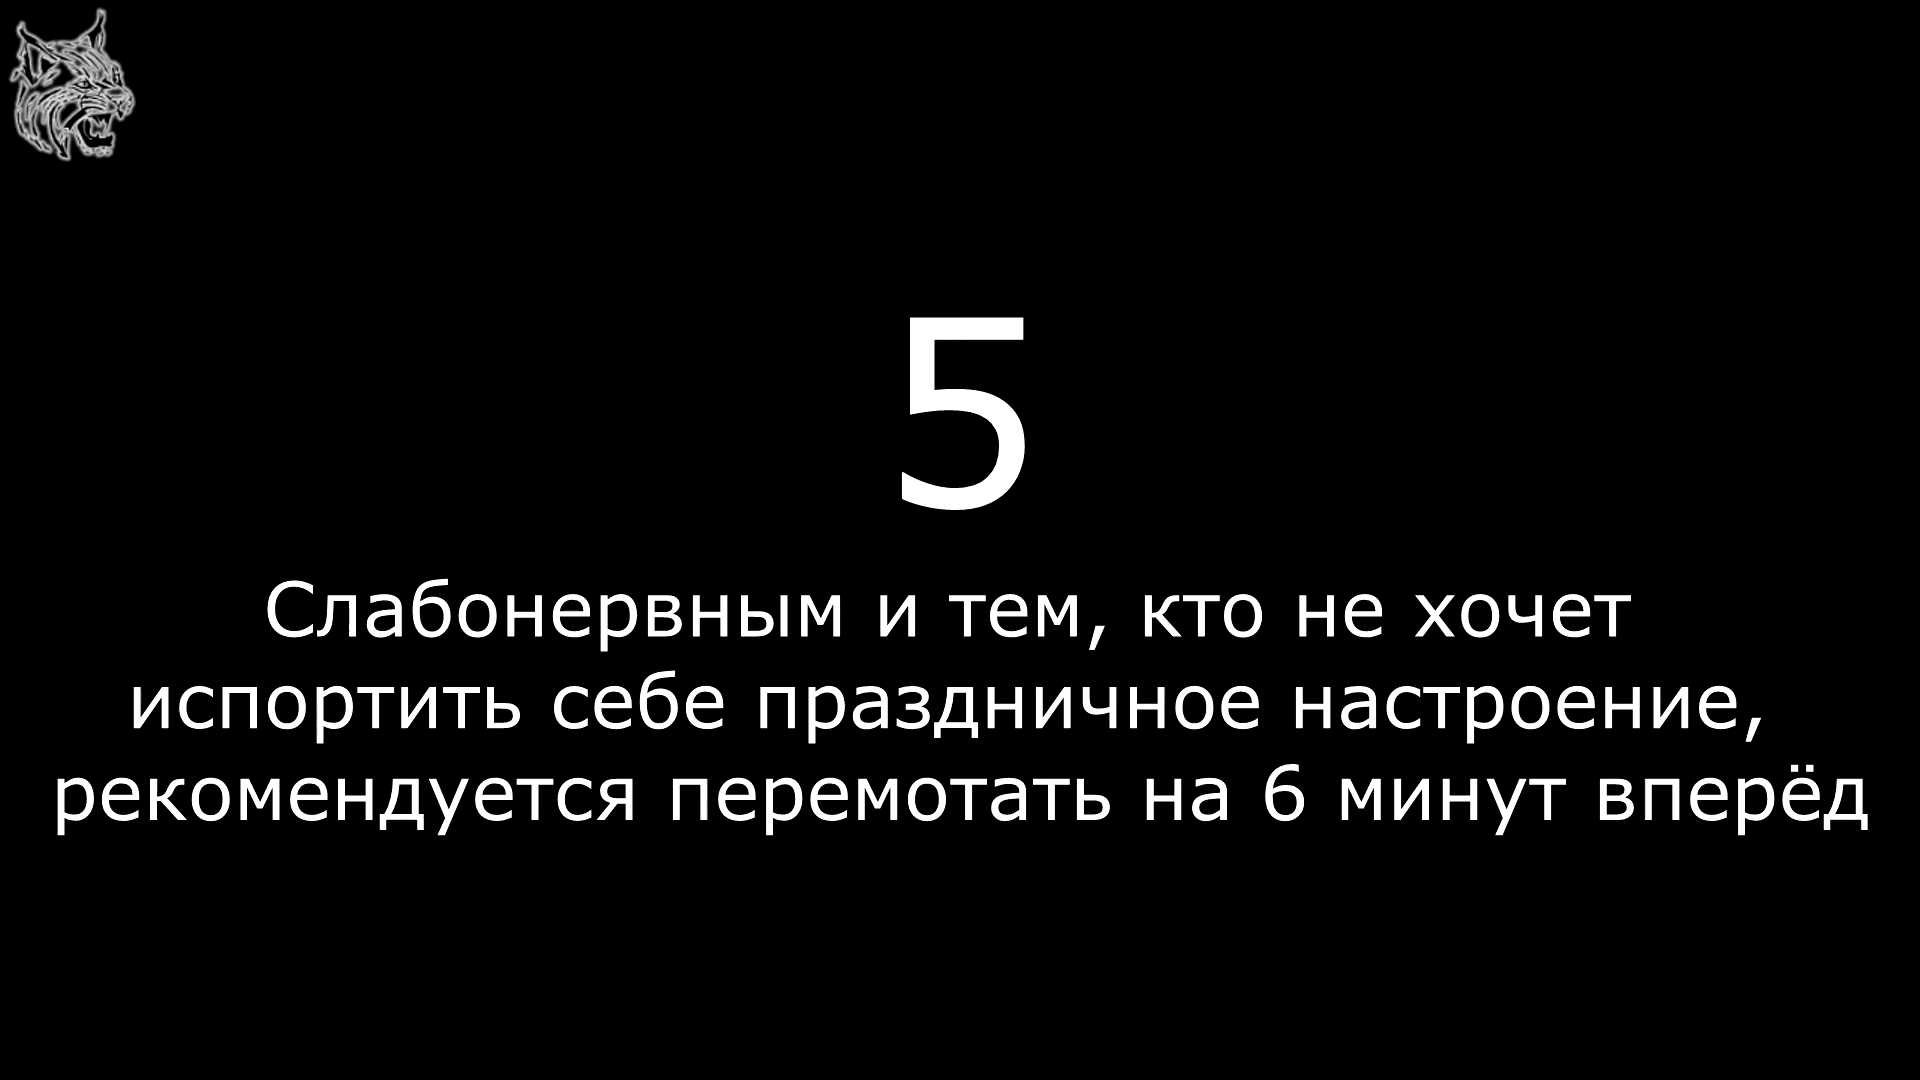 5
Слабонервным и тем, кто не хочет
испортить себе праздничное настроение,
рекомендуется перемотать на 6 минут вперёд